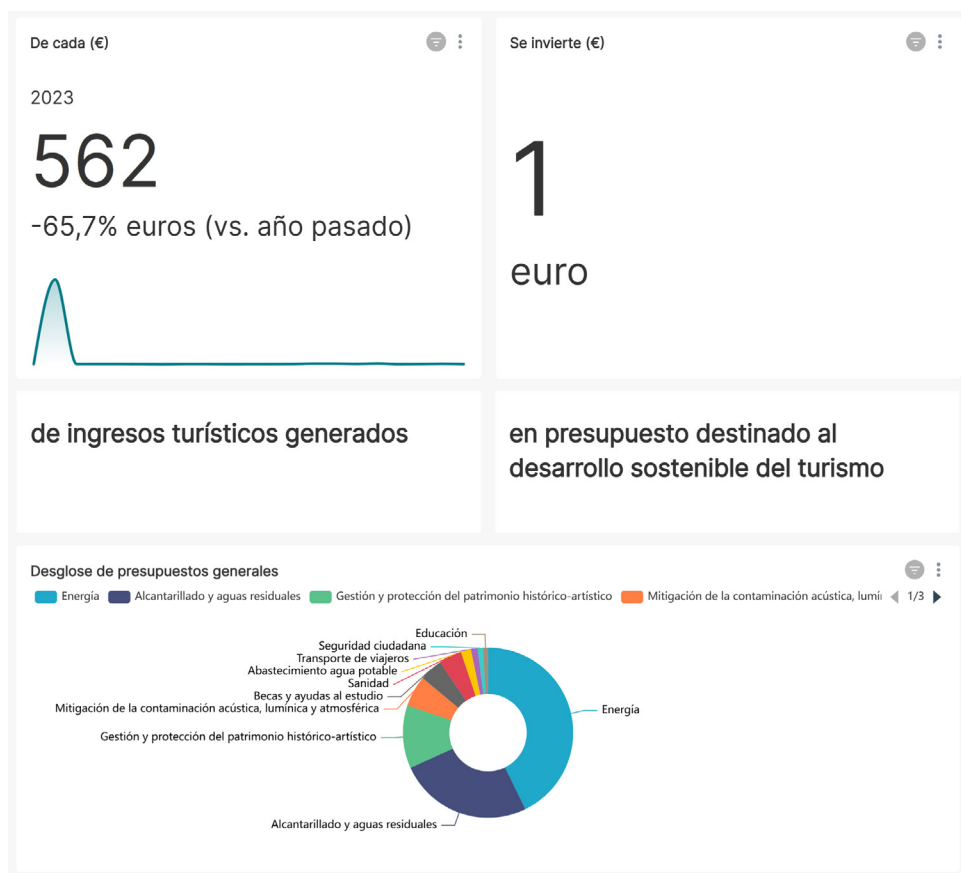 De cada (€)
2023
562
-65,7% euros (vs. año pasado)
Se invierte (€)
1
euro
de ingresos turísticos generados
en presupuesto destinado al
desarrollo sostenible del turismo
Desglose de presupuestos generales
Energía
Alcantarillado y aguas residuales
Gestión y protección del patrimonio histórico-artístico
Mitigación de la contaminación acústica, lumi
1/3
Educación
Seguridad ciudadana
Transporte de viajeros
Abastecimiento agua potable
Sanidad
Becas y ayudas al estudio
Mitigación de la contaminación acústica, lumínica y atmosférica
Gestión y protección del patrimonio histórico-artístico
Alcantarillado y aguas residuales
Energía